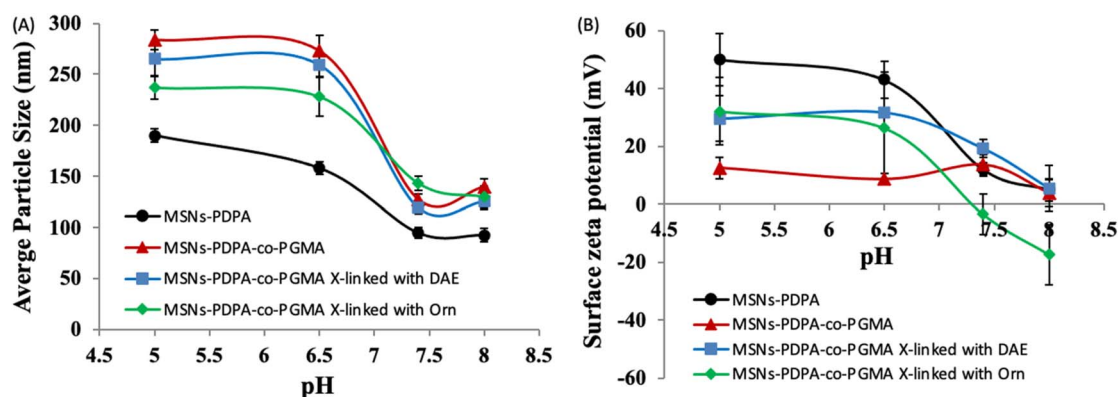 (A)
300
250
200
150
100
50
0
Averge Particle Size (nm)
MSNs-PDPA
MSNs-PDPA-co-PGMA
MSNs-PDPA-co-PGMA X-linked with DAE
MSNs-PDPA-co-PGMA X-linked with Orn
4.5 5 5.5 6 6.5 7 7.5 8 8.5
pH
(B)
60
40
20
0
-20
-40
-60
Surface zeta potential (mV)
4.5 5 5.5 6 6.5 7 7.5 8 8.5
pH
MSNs-PDPA
MSNs-PDPA-co-PGMA
MSNs-PDPA-co-PGMA X-linked with DAE
MSNs-PDPA-co-PGMA X-linked with Orn